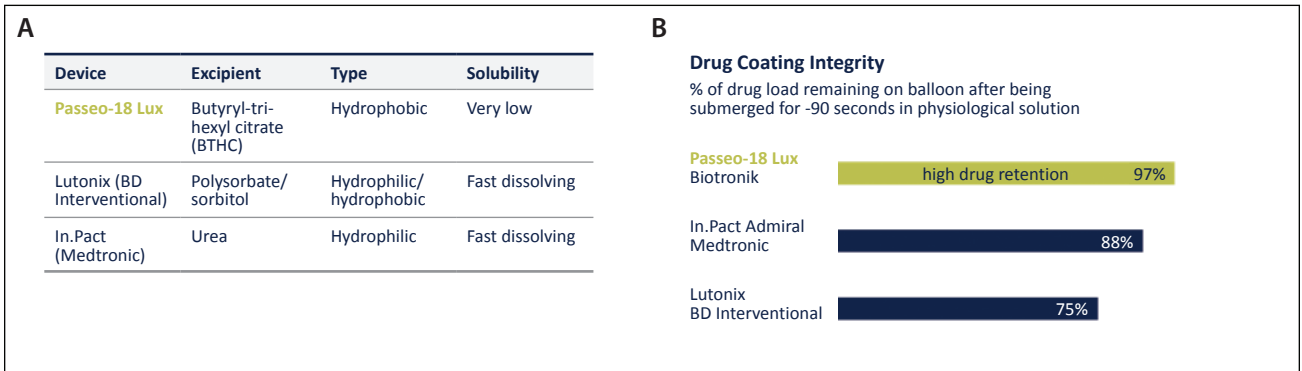 A
Device Excipient Type Solubility
Passeo-18 Lux Butyryl-tri- Hydrophobic Very low
hexyl citrate
(BTHC)
Lutonix (BD Polysorbate/ Hydrophilic/ Fast dissolving
Interventional) sorbitol hydrophobic
In.Pact Urea Hydrophilic Fast dissolving
(Medtronic)
B
Drug Coating Integrity
% of drug load remaining on balloon after being
submerged for -90 seconds in physiological solution
Passeo-18 Lux
Biotronik
high drug retention 97%
In.Pact Admiral
Medtronic
88%
Lutonix
BD Interventional
75%